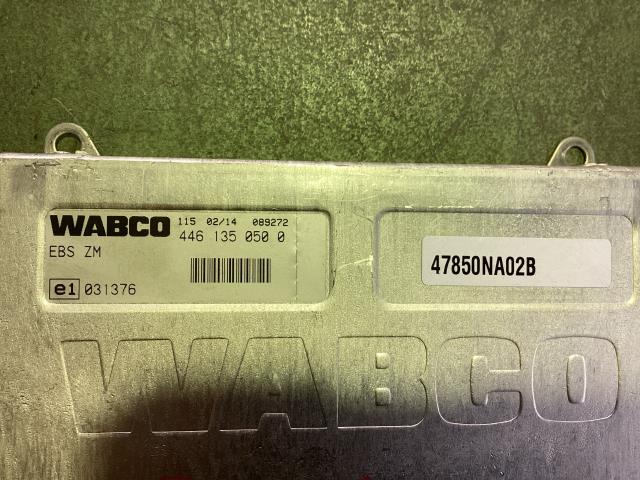 WABCO 115 02/14 089272
446 135 050 0
EBS ZM
e1 031376
47850NA02B
WABCO